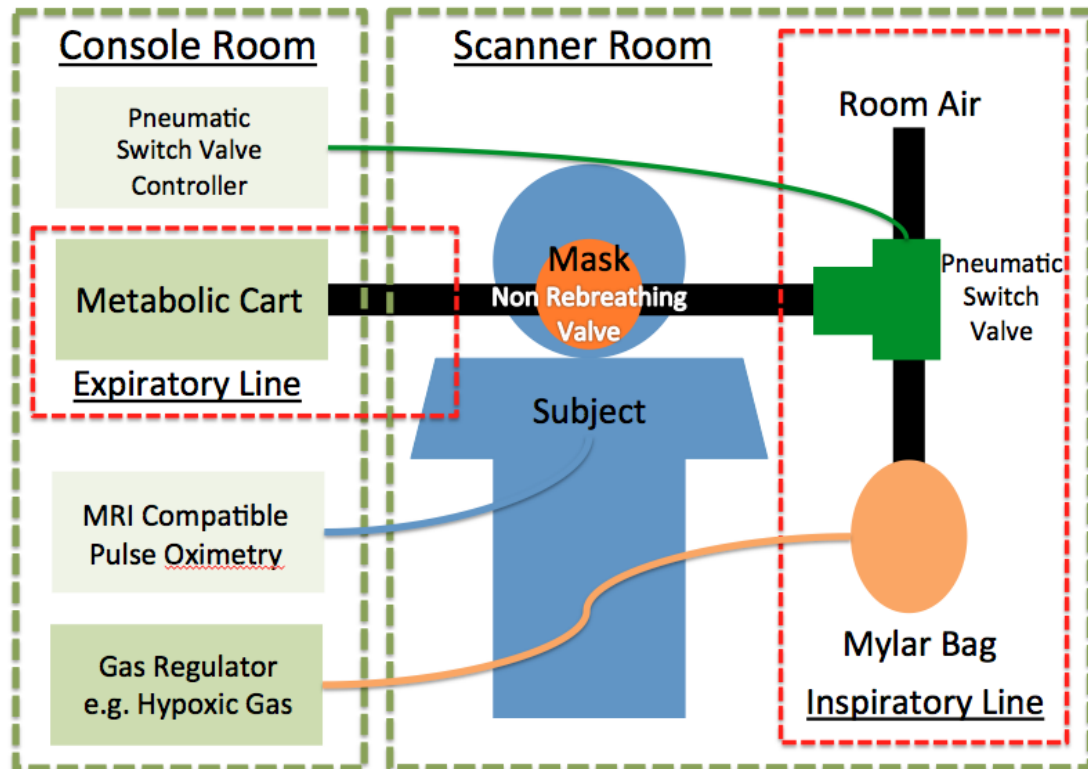 Console Room
Pneumatic
Switch Valve
Controller
Metabolic Cart
Expiratory Line
MRI Compatible
Pulse Oximetry
Gas Regulator
e.g. Hypoxic Gas
Scanner Room
Mask
Non Rebreathing
Valve
Subject
Room Air
Pneumatic
Switch
Valve
Mylar Bag
Inspiratory Line